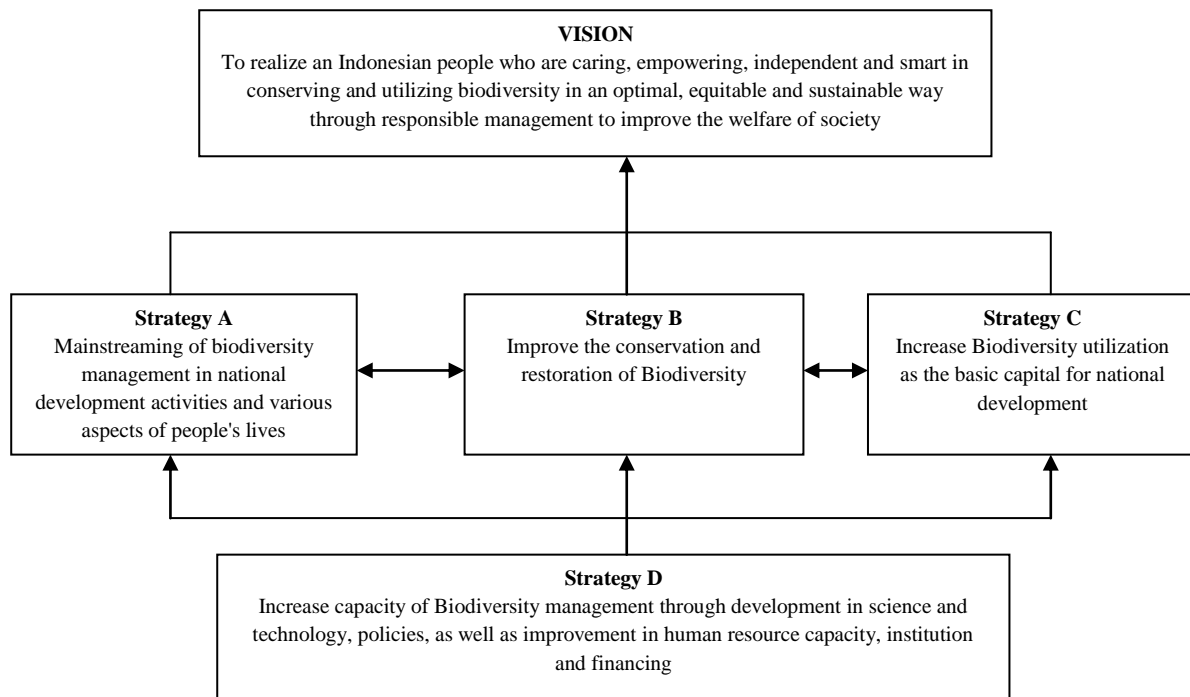 VISION
To realize an Indonesian people who are caring, empowering, independent and smart in
conserving and utilizing biodiversity in an optimal, equitable and sustainable way
through responsible management to improve the welfare of society
Strategy A
Mainstreaming of biodiversity
management in national
development activities and various
aspects of people's lives
Strategy B
Improve the conservation and
restoration of Biodiversity
Strategy C
Increase Biodiversity utilization
as the basic capital for national
development
Strategy D
Increase capacity of Biodiversity management through development in science and
technology, policies, as well as improvement in human resource capacity, institution
and financing